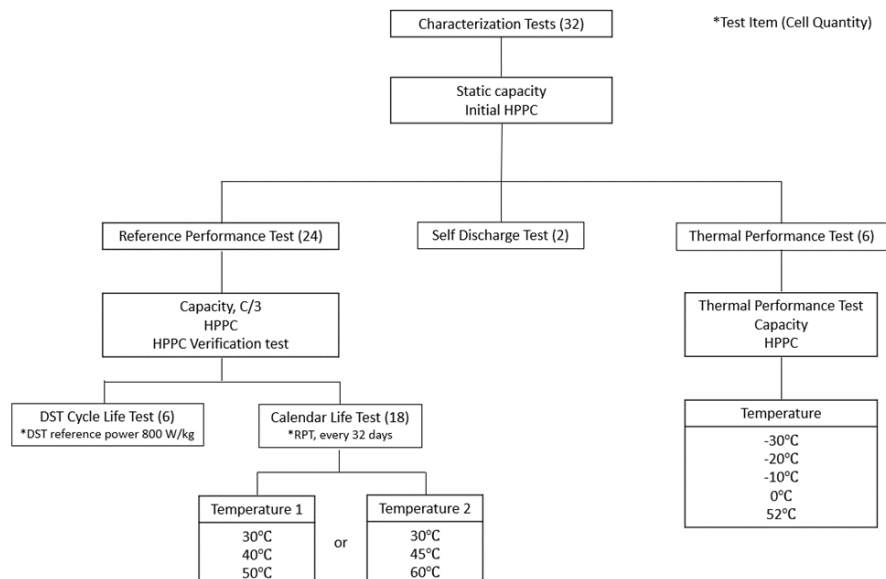 Characterization Tests (32)
*Test Item (Cell Quantity)
Static capacity
Initial HPPC
Reference Performance Test (24)
Self Discharge Test (2)
Thermal Performance Test (6)
Capacity, C/3
HPPC
HPPC Verification test
Thermal Performance Test
Capacity
HPPC
DST Cycle Life Test (6)
*DST reference power 800 W/kg
Calendar Life Test (18)
*RPT, every 32 days
Temperature
-30℃
-20℃
-10℃
0℃
52℃
Temperature 1
30℃
40℃
50℃
or
Temperature 2
30℃
45℃
60℃